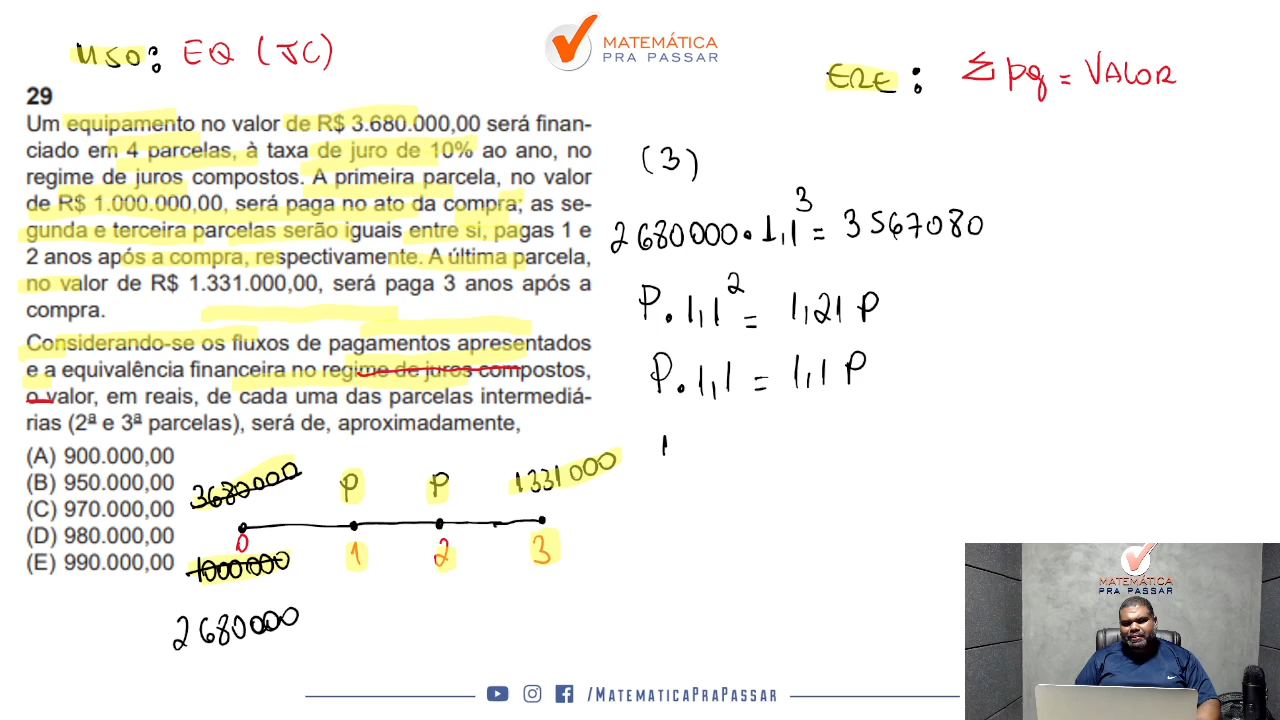 USO: EQ (JC)
MATEMÁTICA
PRA PASSAR
ERE: Σ pg = VALOR
29
Um equipamento no valor de R$ 3.680.000,00 será finan-
ciado em 4 parcelas, à taxa de juro de 10% ao ano, no
regime de juros compostos. A primeira parcela, no valor
de R$ 1.000.000,00, será paga no ato da compra; as se-
gunda e terceira parcelas serão iguais entre si, pagas 1 e
2 anos após a compra, respectivamente. A última parcela,
no valor de R$ 1.331.000,00, será paga 3 anos após a
compra.
Considerando-se os fluxos de pagamentos apresentados
e a equivalência financeira no regime de juros compostos,
o valor, em reais, de cada uma das parcelas intermediá-
rias (2ª e 3ª parcelas), será de, aproximadamente,
(A) 900.000,00
(B) 950.000,00
(C) 970.000,00
(D) 980.000,00
(E) 990.000,00
3680000 P P 1331000
0 1 2 3
1000000
2680000
(3)
2680000 . 1,1³ = 3567080
P . 1,1² = 1,21 P
P . 1,1 = 1,1 P
1
MATEMÁTICA
PRA PASSAR
/MATEMATICAPRAPASSAR